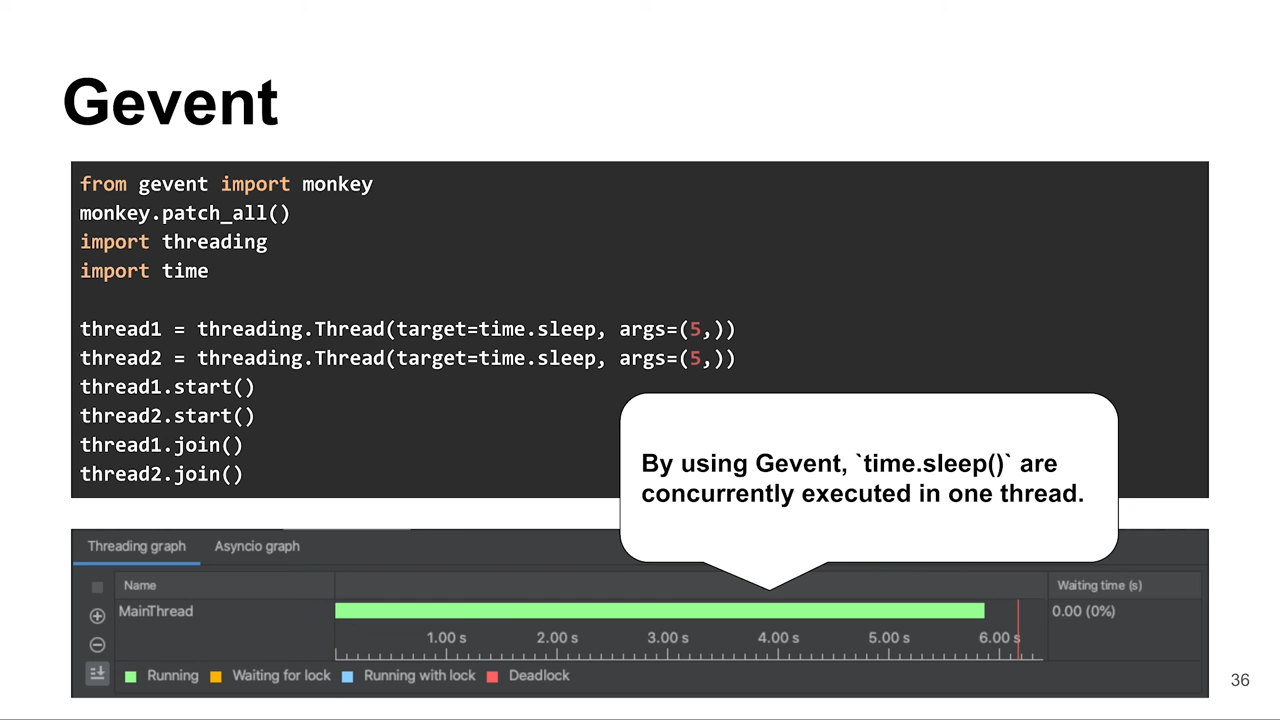 Gevent
from gevent import monkey
monkey.patch_all()
import threading
import time
thread1 = threading.Thread(target=time.sleep, args=(5,))
thread2 = threading.Thread(target=time.sleep, args=(5,))
thread1.start()
thread2.start()
thread1.join()
thread2.join()
By using Gevent, `time.sleep()` are
concurrently executed in one thread.
Threading graph Asyncio graph
Name Waiting time (s)
MainThread 0.00 (0%)
1.00 s 2.00 s 3.00 s 4.00 s 5.00 s 6.00 s
Running Waiting for lock Running with lock Deadlock
36